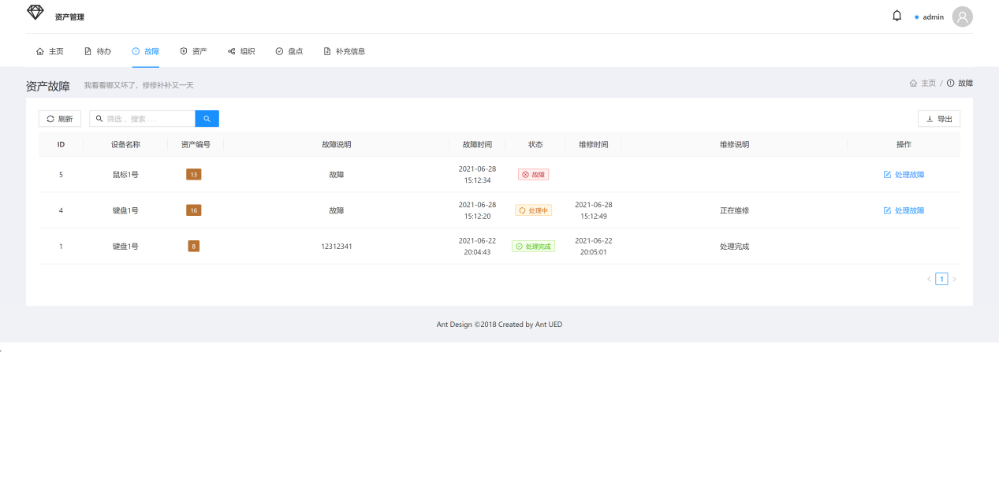 资产管理
admin
主页 待办 故障 资产 组织 盘点 补充信息
资产故障 我看看哪又坏了，修修补补又一天
主页 / 故障
刷新 筛选，搜索 . . . 导出
ID 设备名称 资产编号 故障说明 故障时间 状态 维修时间 维修说明 操作
5 鼠标1号 13 故障 2021-06-28 15:12:34 故障 处理故障
4 键盘1号 16 故障 2021-06-28 15:12:20 处理中 2021-06-28 15:12:49 正在维修 处理故障
1 键盘1号 8 12312341 2021-06-22 20:04:43 处理完成 2021-06-22 20:05:01 处理完成
1
Ant Design ©2018 Created by Ant UED